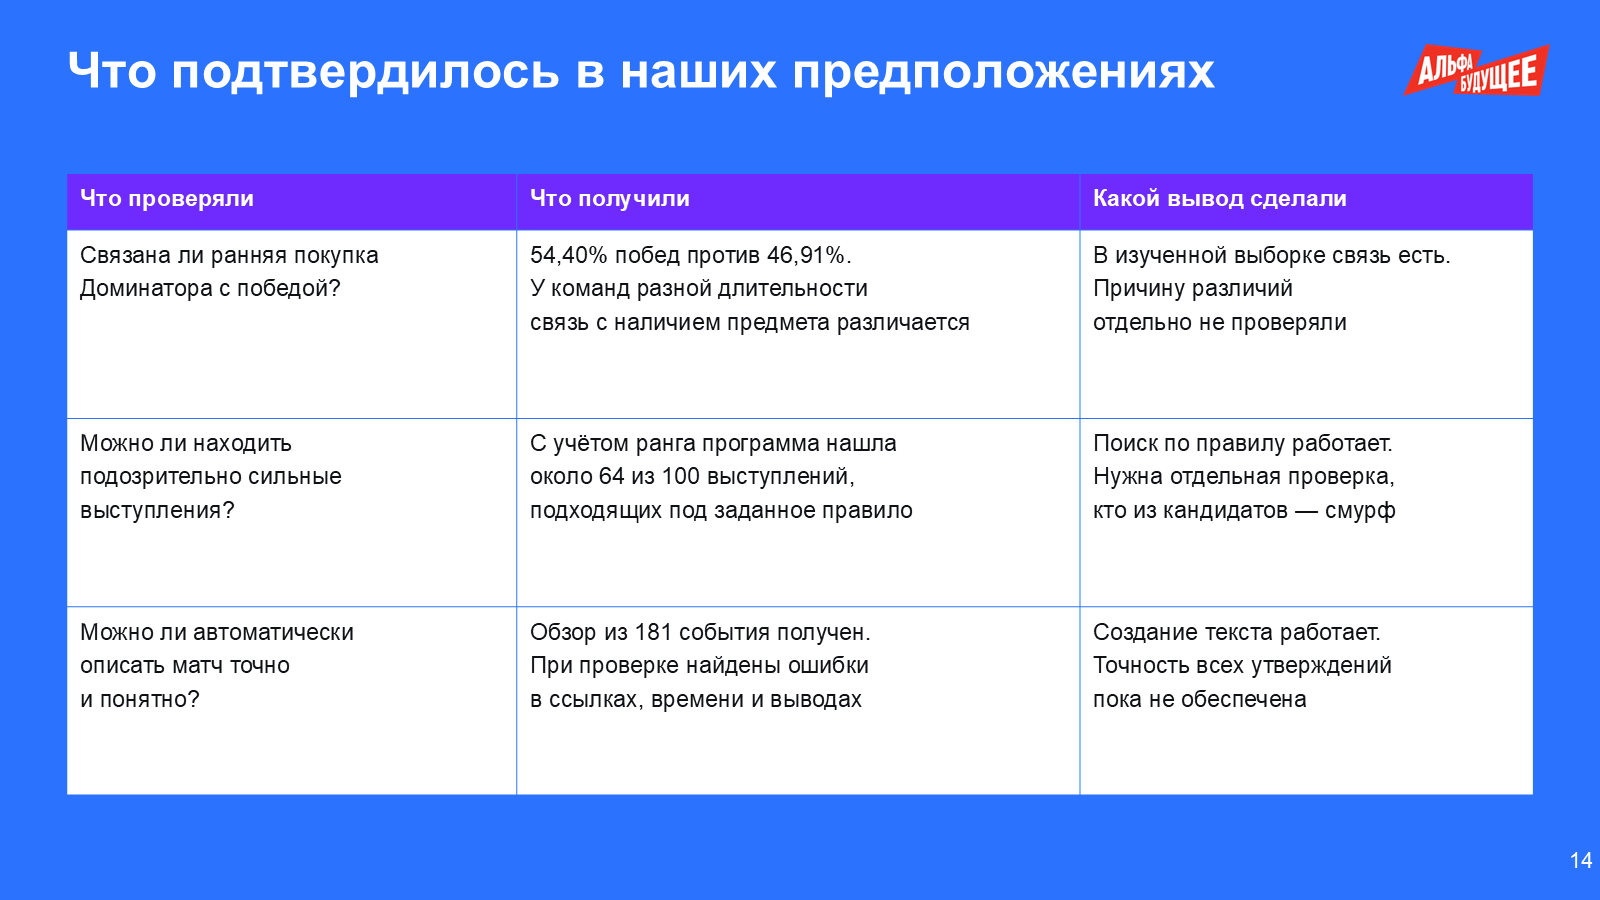 Что подтвердилось в наших предположениях
АЛЬФА
БУДУЩЕЕ
Что проверяли
Что получили
Какой вывод сделали
Связана ли ранняя покупка
Доминатора с победой?
54,40% побед против 46,91%.
У команд разной длительности
связь с наличием предмета различается
В изученной выборке связь есть.
Причину различий
отдельно не проверяли
Можно ли находить
подозрительно сильные
выступления?
С учётом ранга программа нашла
около 64 из 100 выступлений,
подходящих под заданное правило
Поиск по правилу работает.
Нужна отдельная проверка,
кто из кандидатов — смурф
Можно ли автоматически
описать матч точно
и понятно?
Обзор из 181 события получен.
При проверке найдены ошибки
в ссылках, времени и выводах
Создание текста работает.
Точность всех утверждений
пока не обеспечена
14